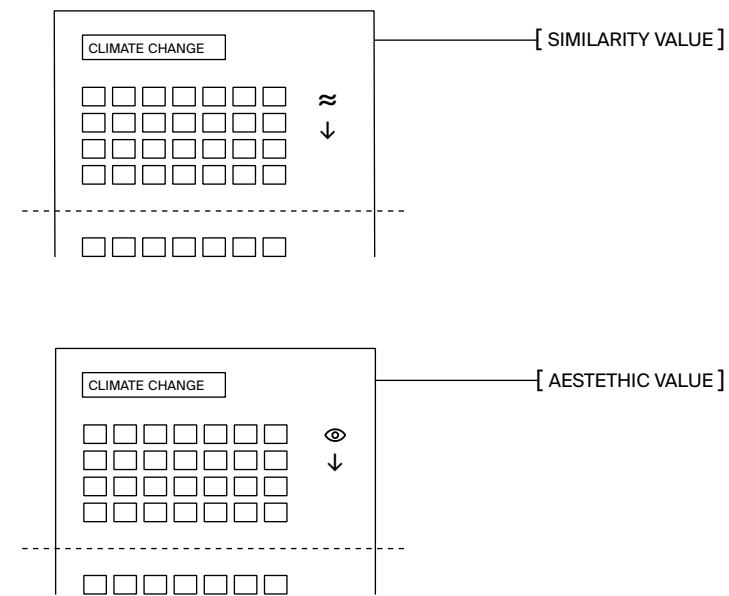 CLIMATE CHANGE
[ SIMILARITY VALUE ]
≈
↓
CLIMATE CHANGE
[ AESTETHIC VALUE ]
↓